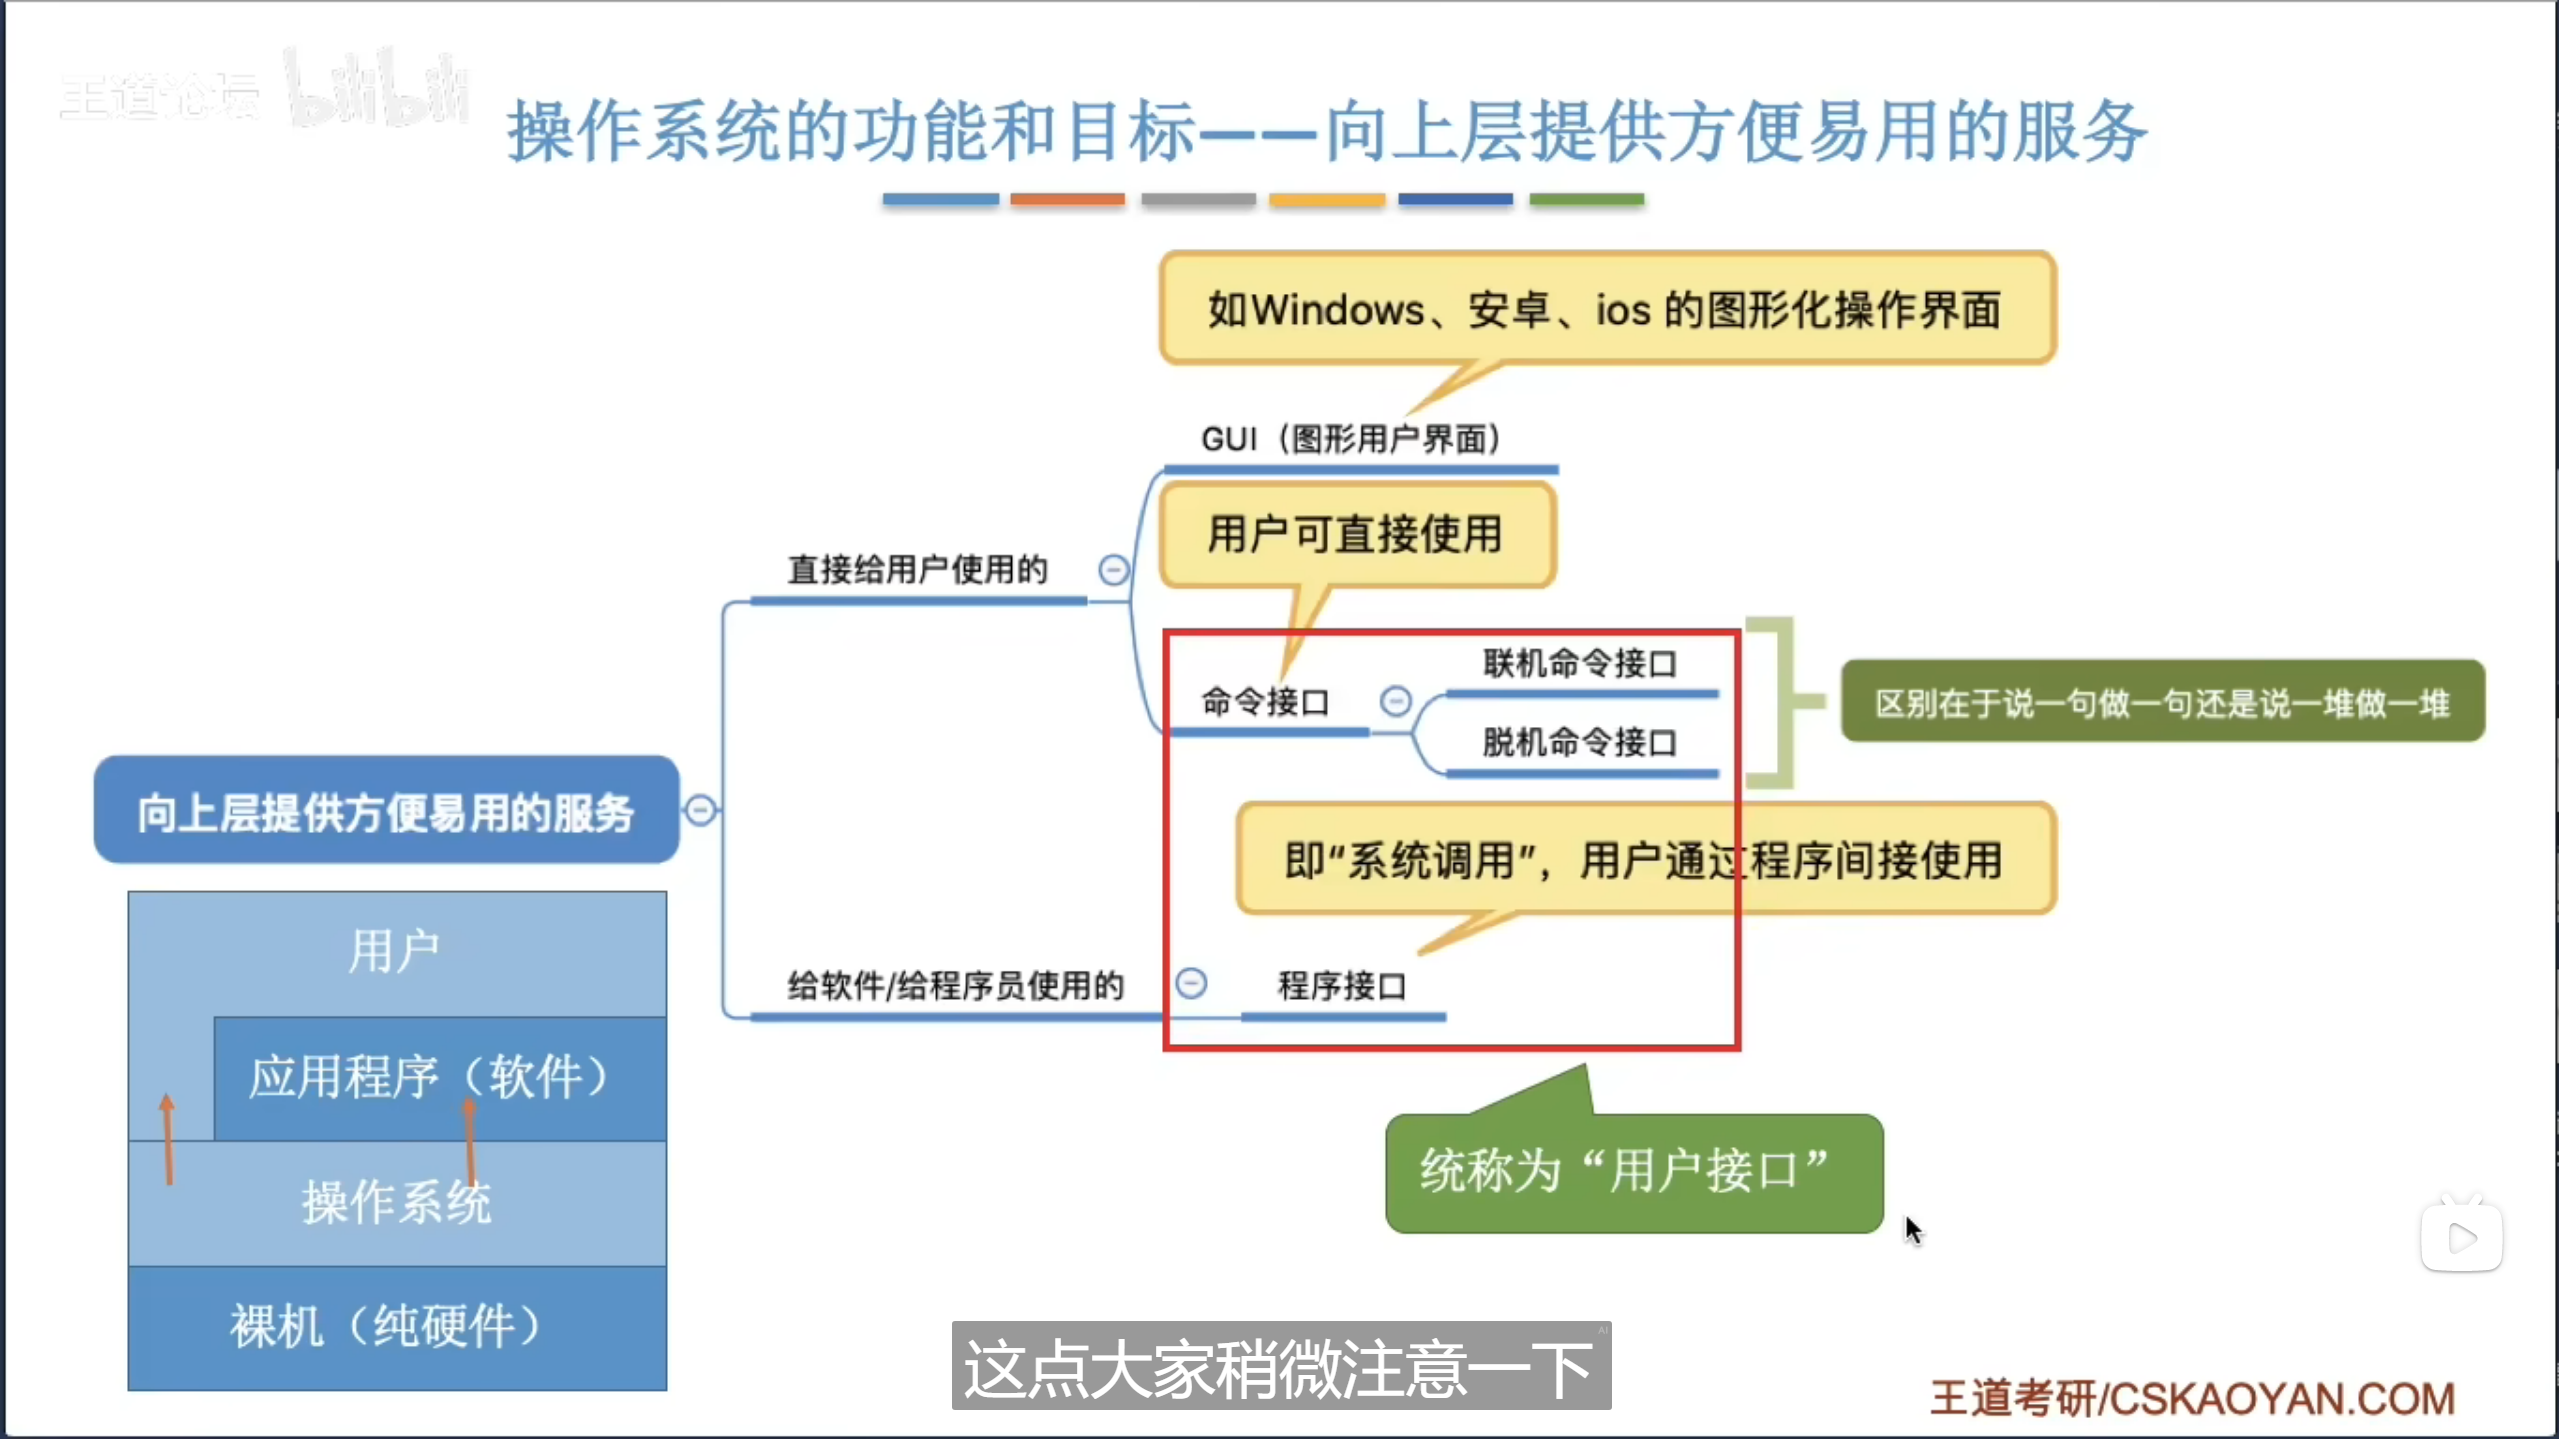 王道论坛 bilibili
操作系统的功能和目标——向上层提供方便易用的服务
如Windows、安卓、ios 的图形化操作界面
GUI（图形用户界面）
用户可直接使用
直接给用户使用的
联机命令接口
命令接口
区别在于说一句做一句还是说一堆做一堆
脱机命令接口
向上层提供方便易用的服务
即“系统调用”，用户通过程序间接使用
给软件/给程序员使用的
程序接口
用户
应用程序（软件）
操作系统
裸机（纯硬件）
统称为“用户接口”
AI
这点大家稍微注意一下
王道考研/CSKAOYAN.COM